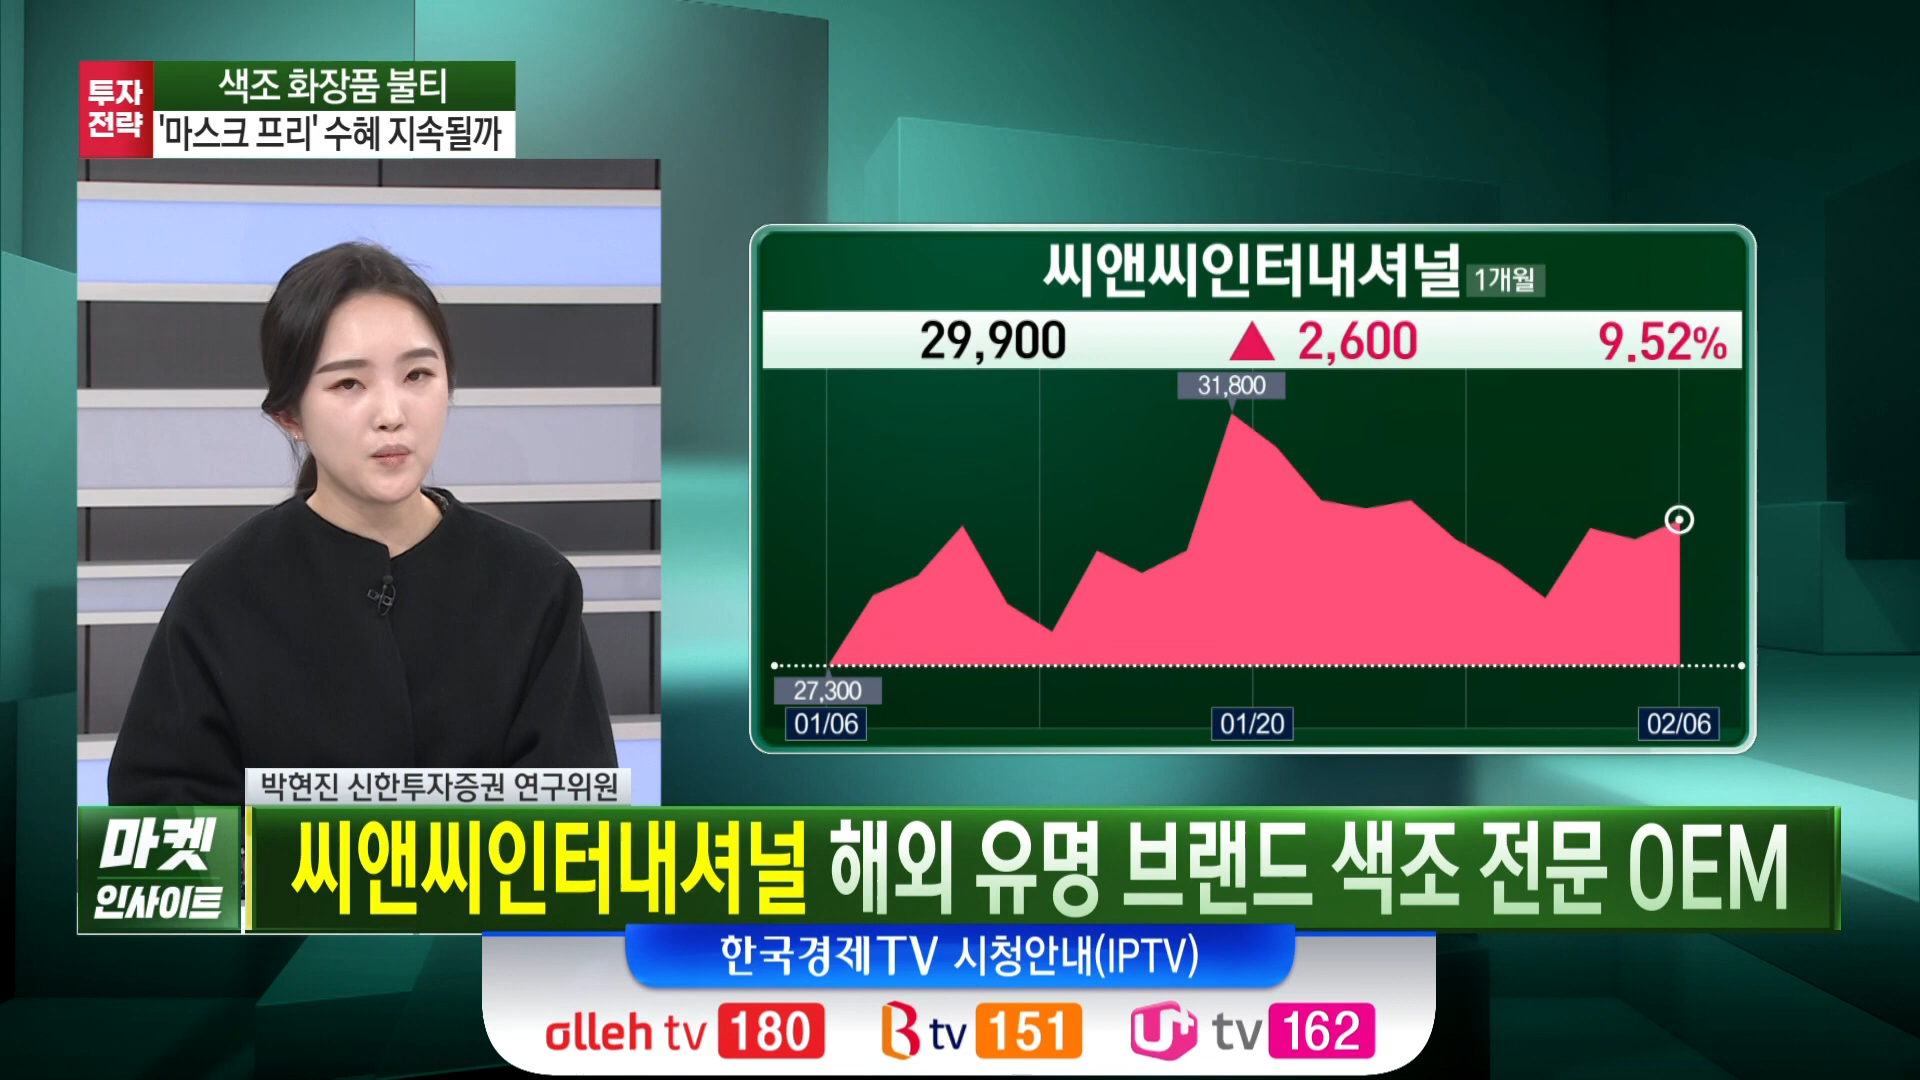 투자
전략
색조 화장품 불티
'마스크 프리' 수혜 지속될까
씨앤씨인터내셔널 1개월
29,900 ▲ 2,600 9.52%
31,800
27,300
01/06 01/20 02/06
박현진 신한투자증권 연구위원
마켓
인사이트
씨앤씨인터내셔널 해외 유명 브랜드 색조 전문 OEM
한국경제TV 시청안내(IPTV)
olleh tv 180 B tv 151 U+ tv 162